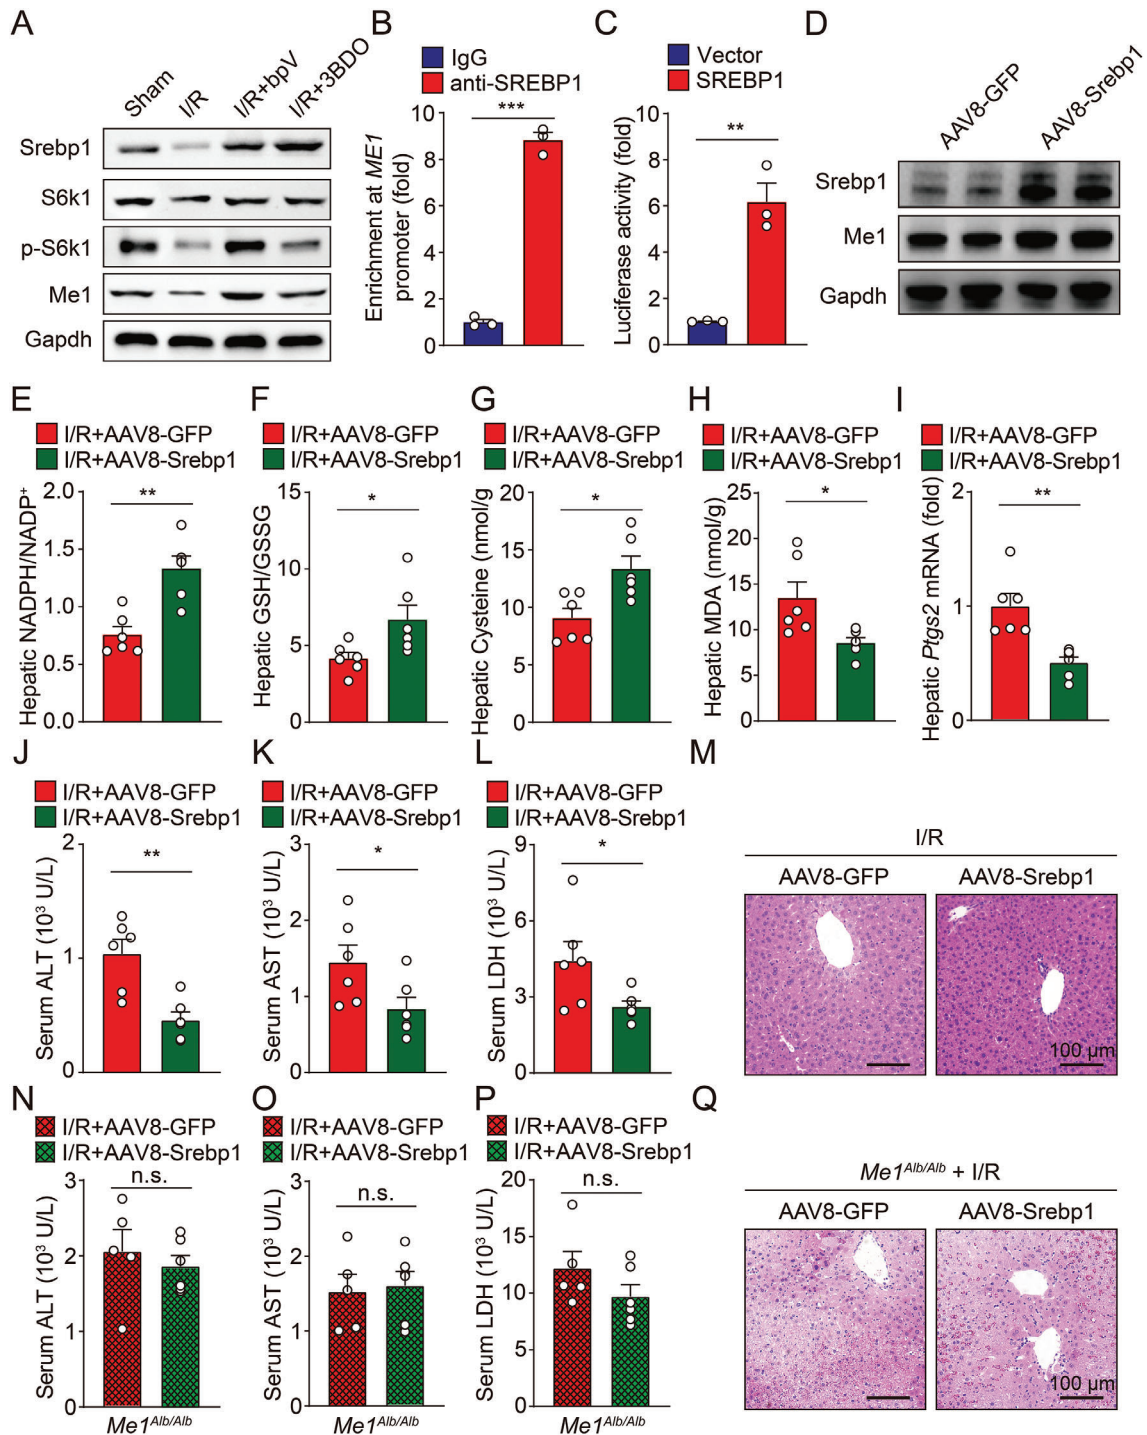 A
Sham
I/R
I/R+bpV
I/R+3BDO
Srebp1
S6k1
p-S6k1
Me1
Gapdh
B
IgG
anti-SREBP1
Enrichment at ME1
promoter (fold)
10
8
6
4
2
0
***
C
Vector
SREBP1
Luciferase activity (fold)
10
8
6
4
2
0
**
D
AAV8-GFP
AAV8-Srebp1
Srebp1
Me1
Gapdh
E
I/R+AAV8-GFP
I/R+AAV8-Srebp1
Hepatic NADPH/NADP⁺
2.0
1.5
1.0
0.5
0.0
**
F
I/R+AAV8-GFP
I/R+AAV8-Srebp1
Hepatic GSH/GSSG
15
10
5
0
*
G
I/R+AAV8-GFP
I/R+AAV8-Srebp1
Hepatic Cysteine (nmol/g)
20
15
10
5
0
*
H
I/R+AAV8-GFP
I/R+AAV8-Srebp1
Hepatic MDA (nmol/g)
25
20
15
10
5
0
*
I
I/R+AAV8-GFP
I/R+AAV8-Srebp1
Hepatic Ptgs2 mRNA (fold)
2
1
0
**
J
I/R+AAV8-GFP
I/R+AAV8-Srebp1
Serum ALT (10³ U/L)
2
1
0
**
K
I/R+AAV8-GFP
I/R+AAV8-Srebp1
Serum AST (10³ U/L)
3
2
1
0
*
L
I/R+AAV8-GFP
I/R+AAV8-Srebp1
Serum LDH (10³ U/L)
9
6
3
0
*
M
I/R
AAV8-GFP
AAV8-Srebp1
100 µm
N
I/R+AAV8-GFP
I/R+AAV8-Srebp1
Serum ALT (10³ U/L)
3
2
1
0
n.s.
Me1^Alb/Alb
O
I/R+AAV8-GFP
I/R+AAV8-Srebp1
Serum AST (10³ U/L)
3
2
1
0
n.s.
Me1^Alb/Alb
P
I/R+AAV8-GFP
I/R+AAV8-Srebp1
Serum LDH (10³ U/L)
20
15
10
5
0
n.s.
Me1^Alb/Alb
Q
Me1^Alb/Alb + I/R
AAV8-GFP
AAV8-Srebp1
100 µm